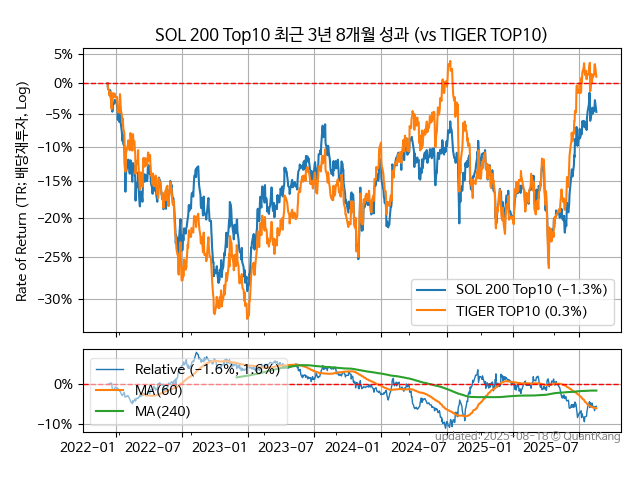 SOL 200 Top10 최근 3년 8개월 성과 (vs TIGER TOP10)
Rate of Return (TR: 배당재투자, Log)
5%
0%
−5%
−10%
−15%
−20%
−25%
−30%
SOL 200 Top10 (−1.3%)
TIGER TOP10 (0.3%)
0%
−10%
Relative (−1.6%, 1.6%)
MA(60)
MA(240)
2022−01 2022−07 2023−01 2023−07 2024−01 2024−07 2025−01 2025−07
updated: 2025-08-18 © QuantKang